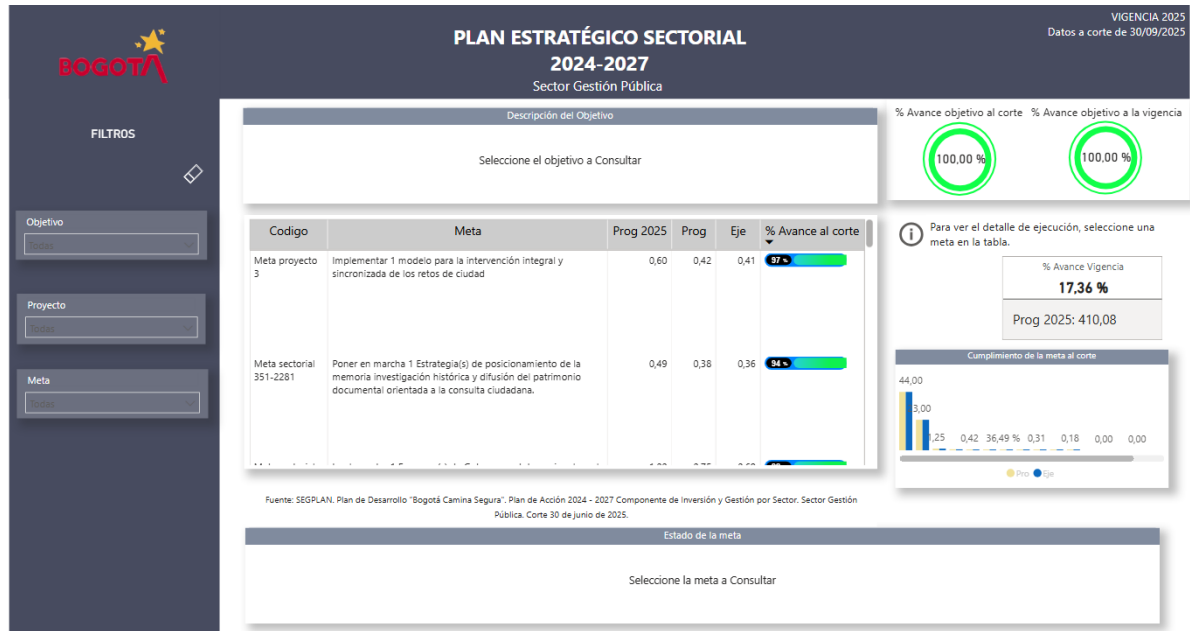 BOGOTÁ
PLAN ESTRATÉGICO SECTORIAL
2024-2027
Sector Gestión Pública
VIGENCIA 2025
Datos a corte de 30/09/2025
FILTROS
Objetivo
Todas
Proyecto
Todas
Meta
Todas
Descripción del Objetivo
Seleccione el objetivo a Consultar
% Avance objetivo al corte % Avance objetivo a la vigencia
100,00 % 100,00 %
Codigo Meta Prog 2025 Prog Eje % Avance al corte
Meta proyecto Implementar 1 modelo para la intervención integral y 0,60 0,42 0,41 97 %
3 sincronizada de los retos de ciudad
Meta sectorial Poner en marcha 1 Estrategia(s) de posicionamiento de la 0,49 0,38 0,36 94 %
351-2281 memoria investigación histórica y difusión del patrimonio
documental orientada a la consulta ciudadana.
Para ver el detalle de ejecución, seleccione una
meta en la tabla.
% Avance Vigencia
17,36 %
Prog 2025: 410,08
Cumplimiento de la meta al corte
44,00
3,00
,25 0,42 36,49 % 0,31 0,18 0,00 0,00
Pro Eje
Fuente: SEGPLAN. Plan de Desarrollo "Bogotá Camina Segura". Plan de Acción 2024 - 2027 Componente de Inversión y Gestión por Sector. Sector Gestión
Pública. Corte 30 de junio de 2025.
Estado de la meta
Seleccione la meta a Consultar